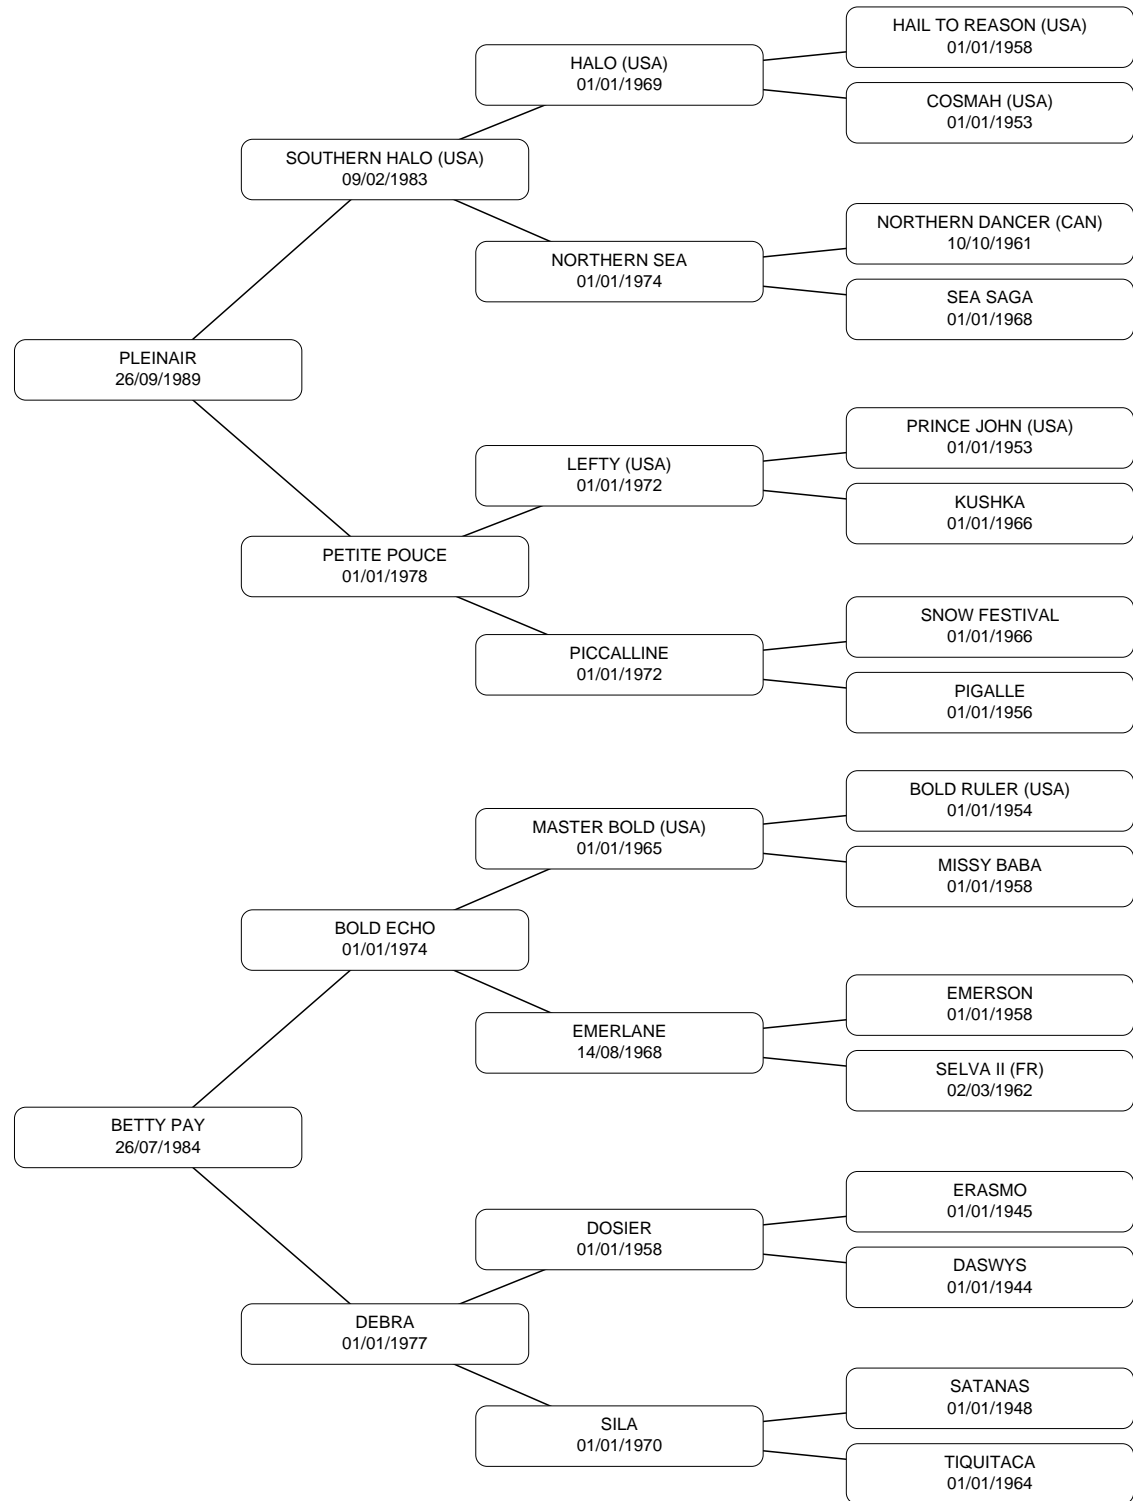 HAIL TO REASON (USA)
01/01/1958
HALO (USA)
01/01/1969
COSMAH (USA)
01/01/1953
SOUTHERN HALO (USA)
09/02/1983
NORTHERN DANCER (CAN)
10/10/1961
NORTHERN SEA
01/01/1974
SEA SAGA
01/01/1968
PLEINAIR
26/09/1989
PRINCE JOHN (USA)
01/01/1953
LEFTY (USA)
01/01/1972
KUSHKA
01/01/1966
PETITE POUCE
01/01/1978
SNOW FESTIVAL
01/01/1966
PICCALLINE
01/01/1972
PIGALLE
01/01/1956
BOLD RULER (USA)
01/01/1954
MASTER BOLD (USA)
01/01/1965
MISSY BABA
01/01/1958
BOLD ECHO
01/01/1974
EMERSON
01/01/1958
EMERLANE
14/08/1968
SELVA II (FR)
02/03/1962
BETTY PAY
26/07/1984
ERASMO
01/01/1945
DOSIER
01/01/1958
DASWYS
01/01/1944
DEBRA
01/01/1977
SATANAS
01/01/1948
SILA
01/01/1970
TIQUITACA
01/01/1964